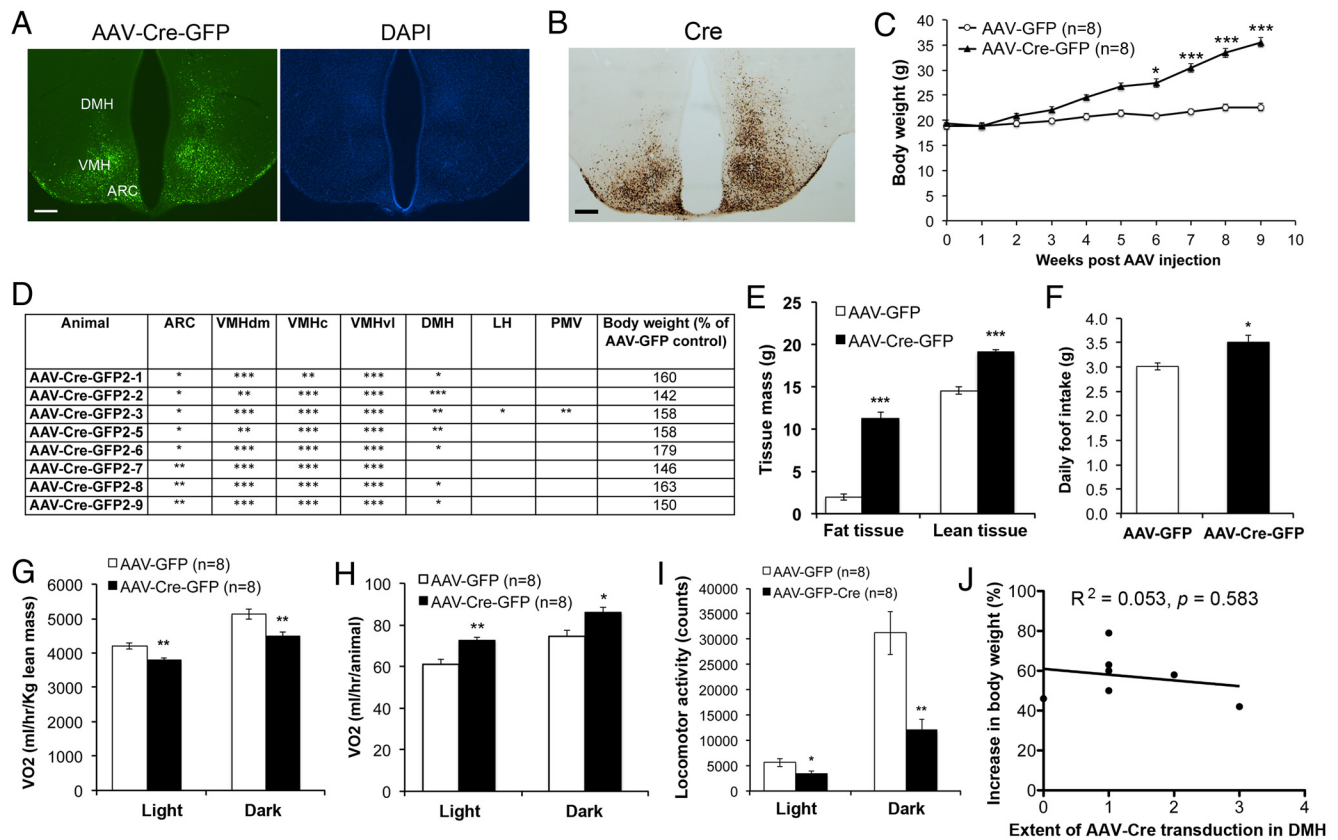 A
AAV-Cre-GFP
DAPI
DMH
VMH
ARC
B
Cre
C
AAV-GFP (n=8)
AAV-Cre-GFP (n=8)
Body weight (g)
40
35
30
25
20
15
10
5
0
* *** *** ***
0 1 2 3 4 5 6 7 8 9 10
Weeks post AAV injection
D
Animal ARC VMHdm VMHc VMHvl DMH LH PMV Body weight (% of
AAV-GFP control)
AAV-Cre-GFP2-1 * *** ** *** * 160
AAV-Cre-GFP2-2 * ** *** *** *** 142
AAV-Cre-GFP2-3 * *** *** *** ** * ** 158
AAV-Cre-GFP2-5 * ** *** *** ** 158
AAV-Cre-GFP2-6 * *** *** *** * 179
AAV-Cre-GFP2-7 ** *** *** *** 146
AAV-Cre-GFP2-8 ** *** *** *** * 163
AAV-Cre-GFP2-9 ** *** *** *** * 150
E
AAV-GFP
AAV-Cre-GFP
Tissue mass (g)
25
20
15
10
5
0
***
***
Fat tissue Lean tissue
F
Daily foof intake (g)
4.0
3.5
3.0
2.5
2.0
1.5
1.0
0.5
0.0
*
AAV-GFP AAV-Cre-GFP
G
AAV-GFP (n=8)
AAV-Cre-GFP (n=8)
VO2 (ml/hr/Kg lean mass)
6000
5000
4000
3000
2000
1000
0
**
**
Light Dark
H
AAV-GFP (n=8)
AAV-Cre-GFP (n=8)
VO2 (ml/hr/animal)
100
80
60
40
20
0
**
*
Light Dark
I
AAV-GFP (n=8)
AAV-GFP-Cre (n=8)
Locomotor activity (counts)
40000
35000
30000
25000
20000
15000
10000
5000
0
*
**
Light Dark
J
R2 = 0.053, p = 0.583
Increase in body weight (%)
100
80
60
40
20
0
0 1 2 3 4
Extent of AAV-Cre transduction in DMH